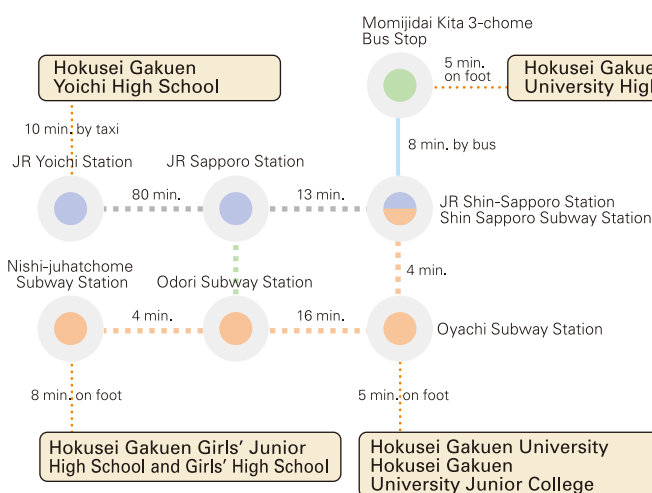 Momijidai Kita 3-chome
Bus Stop
5 min.
on foot
Hokusei Gakuen
Yoichi High School
Hokusei Gakue
University High
10 min. by taxi
8 min. by bus
JR Yoichi Station
JR Sapporo Station
80 min.
13 min.
JR Shin-Sapporo Station
Shin Sapporo Subway Station
Nishi-juhatchome
Subway Station
Odori Subway Station
4 min.
4 min.
16 min.
Oyachi Subway Station
8 min. on foot
5 min. on foot
Hokusei Gakuen Girls' Junior
High School and Girls' High School
Hokusei Gakuen University
Hokusei Gakuen
University Junior College